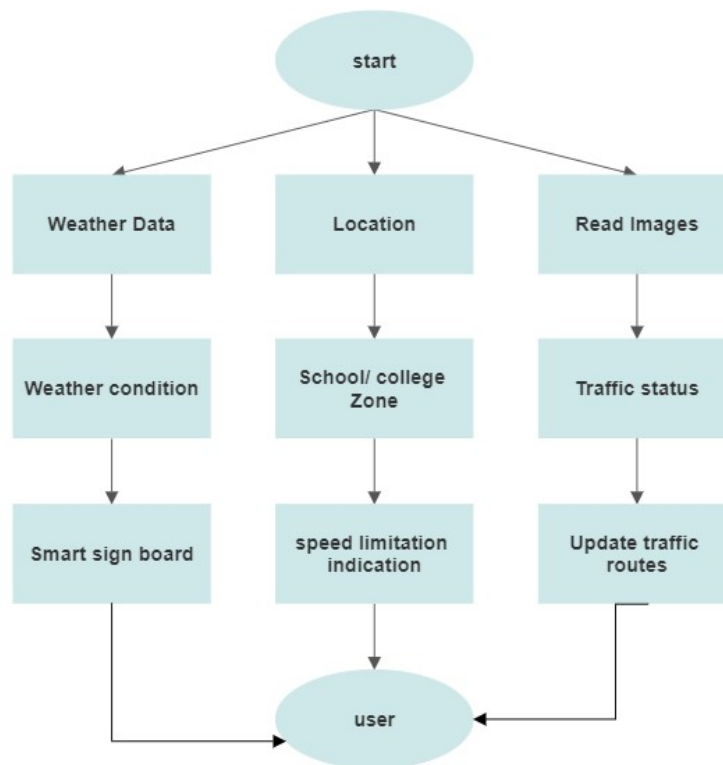 start
Weather Data
Location
Read Images
Weather condition
School/ college
Zone
Traffic status
Smart sign board
speed limitation
indication
Update traffic
routes
user